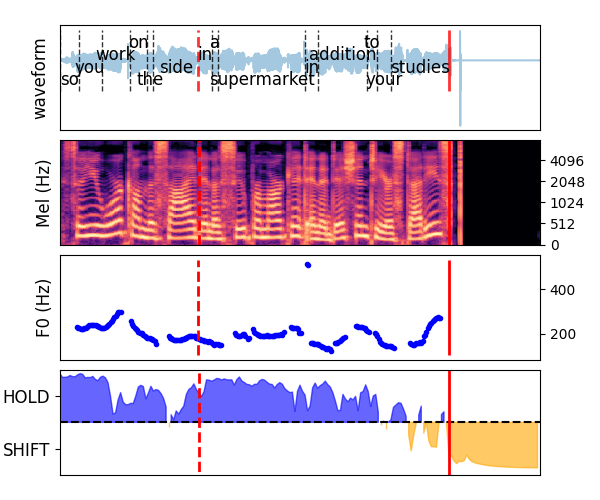 waveform
so you work on the side in a supermarket in addition to your studies
Mel (Hz)
4096
2048
1024
512
0
F0 (Hz)
400
200
HOLD
SHIFT